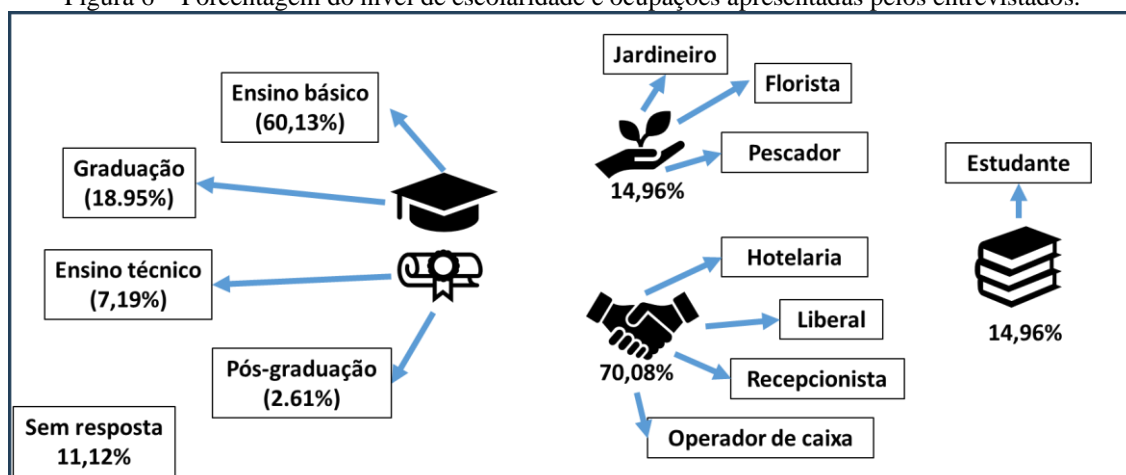 Figura 6 – Porcentagem do nível de escolaridade e ocupações apresentadas pelos entrevistados.
Ensino básico
(60,13%)
Graduação
(18.95%)
Ensino técnico
(7,19%)
Pós-graduação
(2.61%)
Sem resposta
11,12%
Jardineiro
Florista
Pescador
14,96%
Hotelaria
Liberal
Recepcionista
Operador de caixa
70,08%
Estudante
14,96%